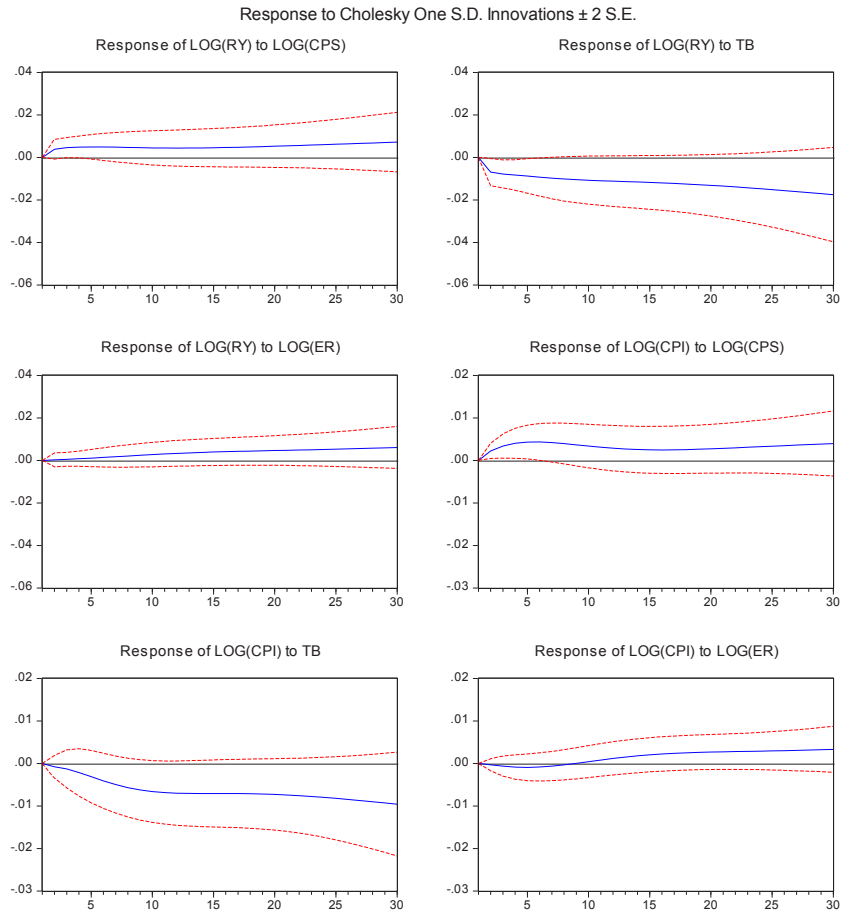 Response to Cholesky One S.D. Innovations ± 2 S.E.
Response of LOG(RY) to LOG(CPS)
.04
.02
.00
-.02
-.04
-.06
5 10 15 20 25 30
Response of LOG(RY) to TB
.04
.02
.00
-.02
-.04
-.06
5 10 15 20 25 30
Response of LOG(RY) to LOG(ER)
.04
.02
.00
-.02
-.04
-.06
5 10 15 20 25 30
Response of LOG(CPI) to LOG(CPS)
.02
.01
.00
-.01
-.02
-.03
5 10 15 20 25 30
Response of LOG(CPI) to TB
.02
.01
.00
-.01
-.02
-.03
5 10 15 20 25 30
Response of LOG(CPI) to LOG(ER)
.02
.01
.00
-.01
-.02
-.03
5 10 15 20 25 30